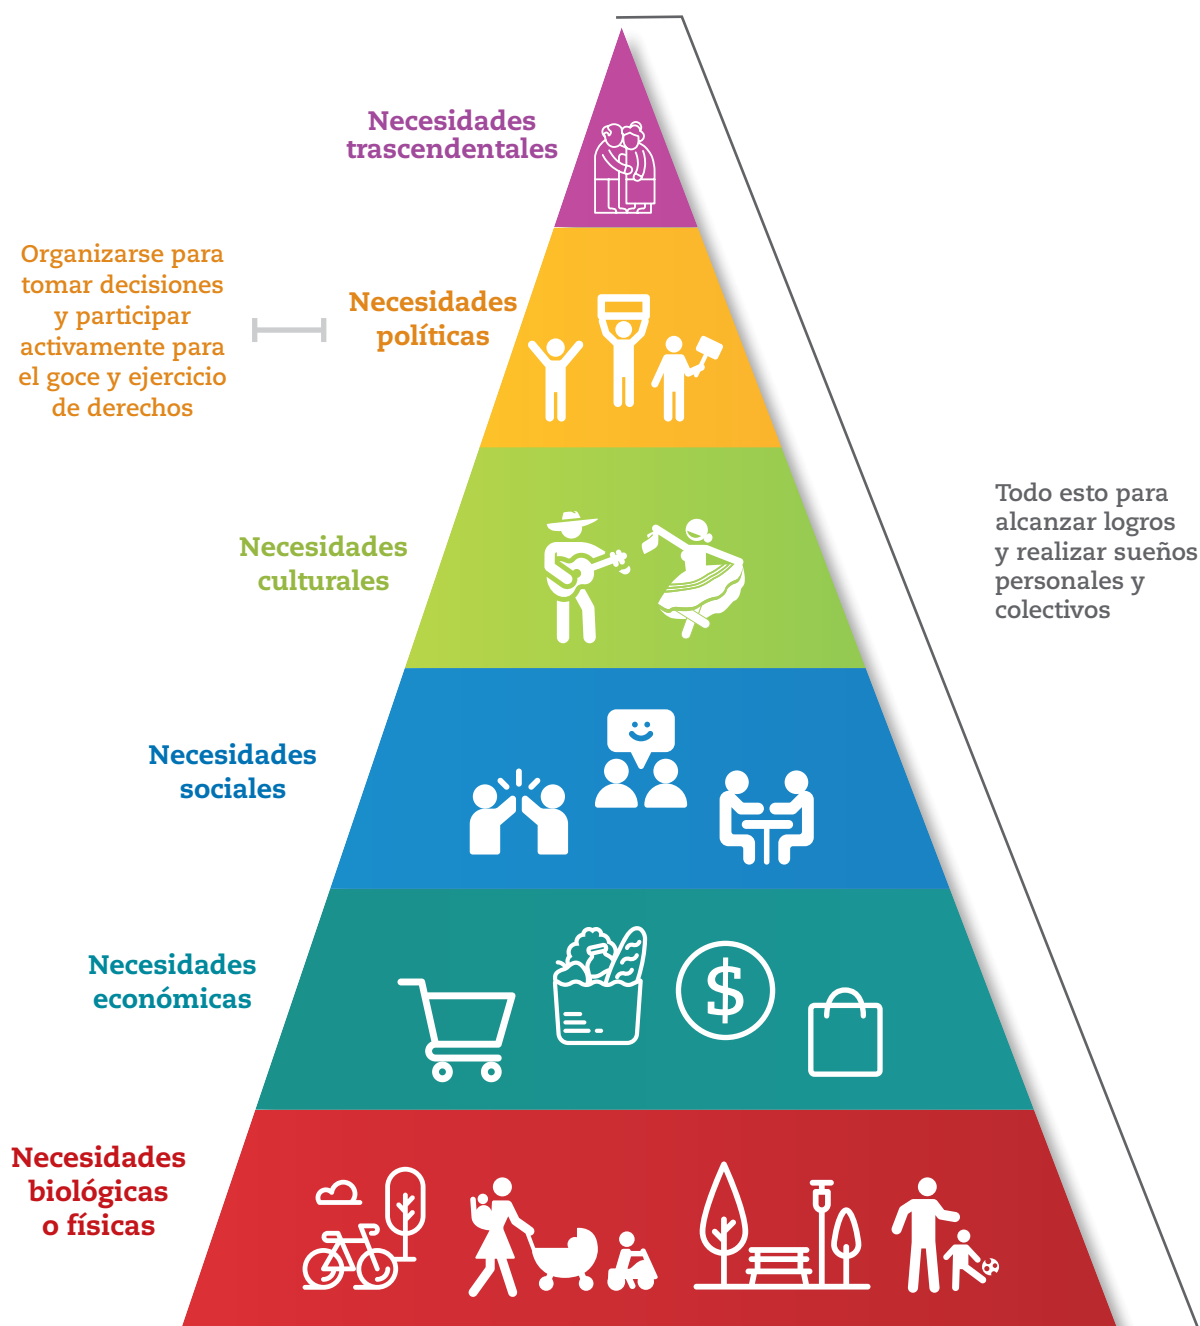 Necesidades
trascendentales
Organizarse para
tomar decisiones
y participar
activamente para
el goce y ejercicio
de derechos
Necesidades
políticas
Necesidades
culturales
Todo esto para
alcanzar logros
y realizar sueños
personales y
colectivos
Necesidades
sociales
Necesidades
económicas
$
Necesidades
biológicas
o físicas